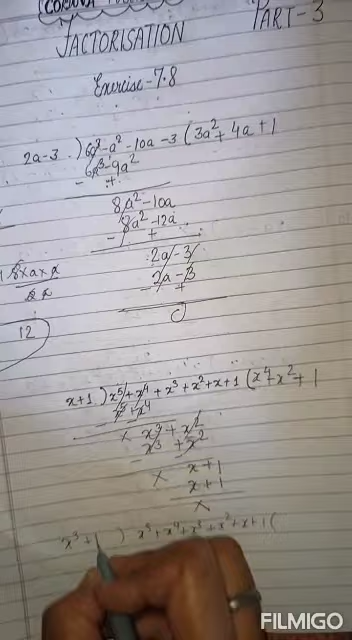 PART-3
FACTORISATION
Exercise-7.8
2a-3 ) 6a³-a²-10a-3 ( 3a²+4a+1
6a³-9a²
- +
8a²-10a
8a²-12a
- +
2a-3
2a-3
- +
0
12
x+1 ) x⁵+x⁴+x³+x²+x+1 ( x⁴+x²+1
x⁵+x⁴
- -
x x³+x²
x³+x²
- -
x x+1
x+1
- -
x
x³+1 ) x⁵+x⁴+x³+x²+x+1 (
Made With
FILMIGO